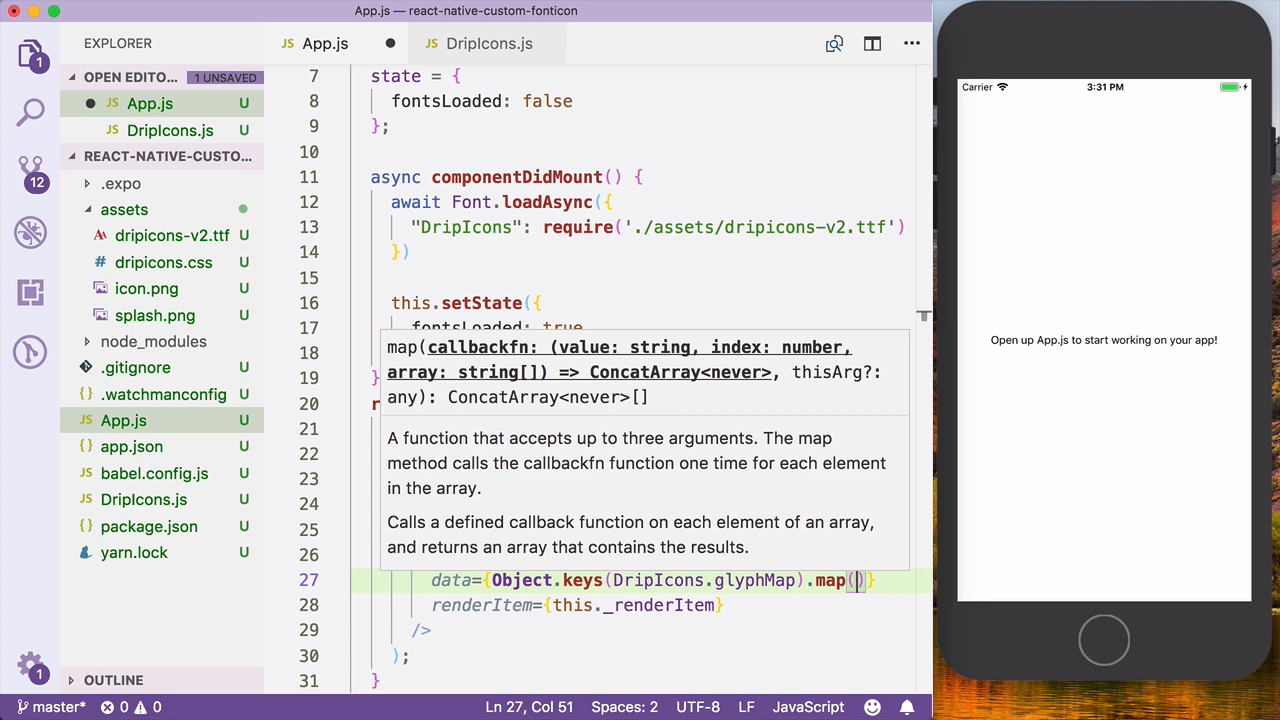 App.js — react-native-custom-fonticon
EXPLORER
OPEN EDITO... 1 UNSAVED
App.js U
DripIcons.js U
REACT-NATIVE-CUSTO...
.expo
assets
dripicons-v2.ttf U
dripicons.css U
icon.png U
splash.png U
node_modules
.gitignore U
.watchmanconfig U
App.js U
app.json U
babel.config.js U
DripIcons.js U
package.json U
yarn.lock U
OUTLINE
1
12
1
JS App.js
JS DripIcons.js
7 state = {
8 fontsLoaded: false
9 };
10
11 async componentDidMount() {
12 await Font.loadAsync({
13 "DripIcons": require('./assets/dripicons-v2.ttf')
14 })
15
16 this.setState({
17 fontsLoaded: true
18
19 }
20 r
21
22
23
24
25
26
map(callbackfn: (value: string, index: number,
array: string[]) => ConcatArray<never>, thisArg?:
any): ConcatArray<never>[]
A function that accepts up to three arguments. The map
method calls the callbackfn function one time for each element
in the array.
Calls a defined callback function on each element of an array,
and returns an array that contains the results.
27 data={Object.keys(DripIcons.glyphMap).map()}
28 renderItem={this._renderItem}
29 />
30 );
31 }
master* 0 0 Ln 27, Col 51 Spaces: 2 UTF-8 LF JavaScript
Carrier 3:31 PM
Open up App.js to start working on your app!